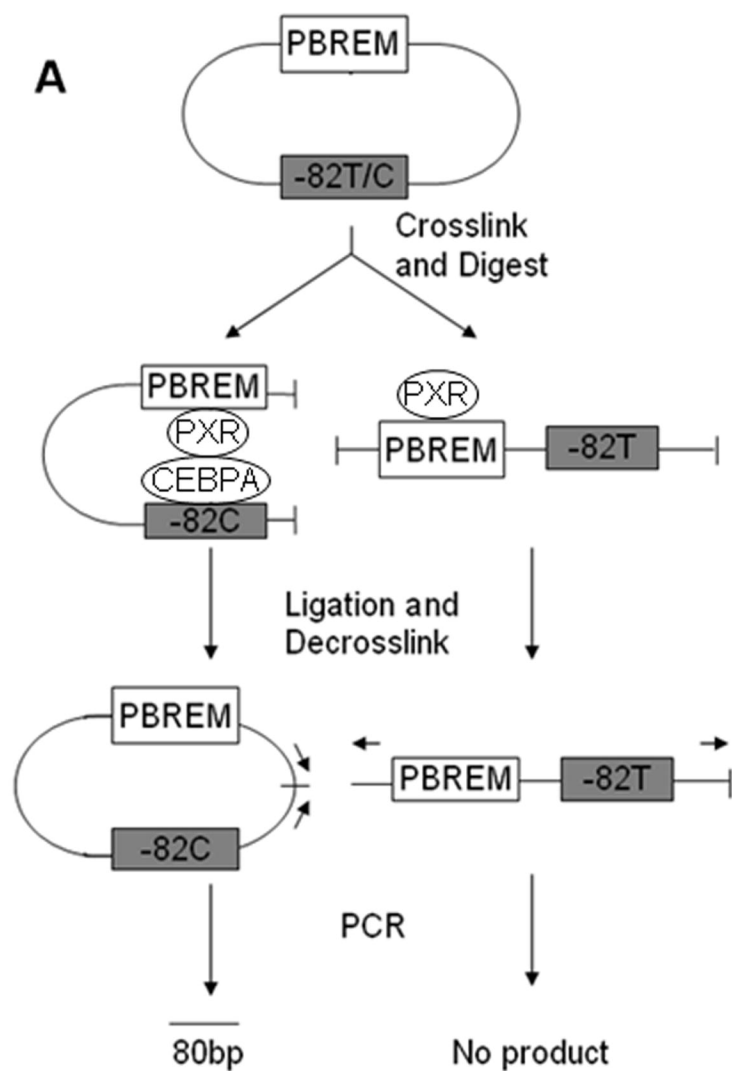 A
PBREM
-82T/C
Crosslink
and Digest
PBREM
PXR
CEBPA
-82C
PXR
PBREM
-82T
Ligation and
Decrosslink
PBREM
-82C
PBREM
-82T
PCR
80bp
No product